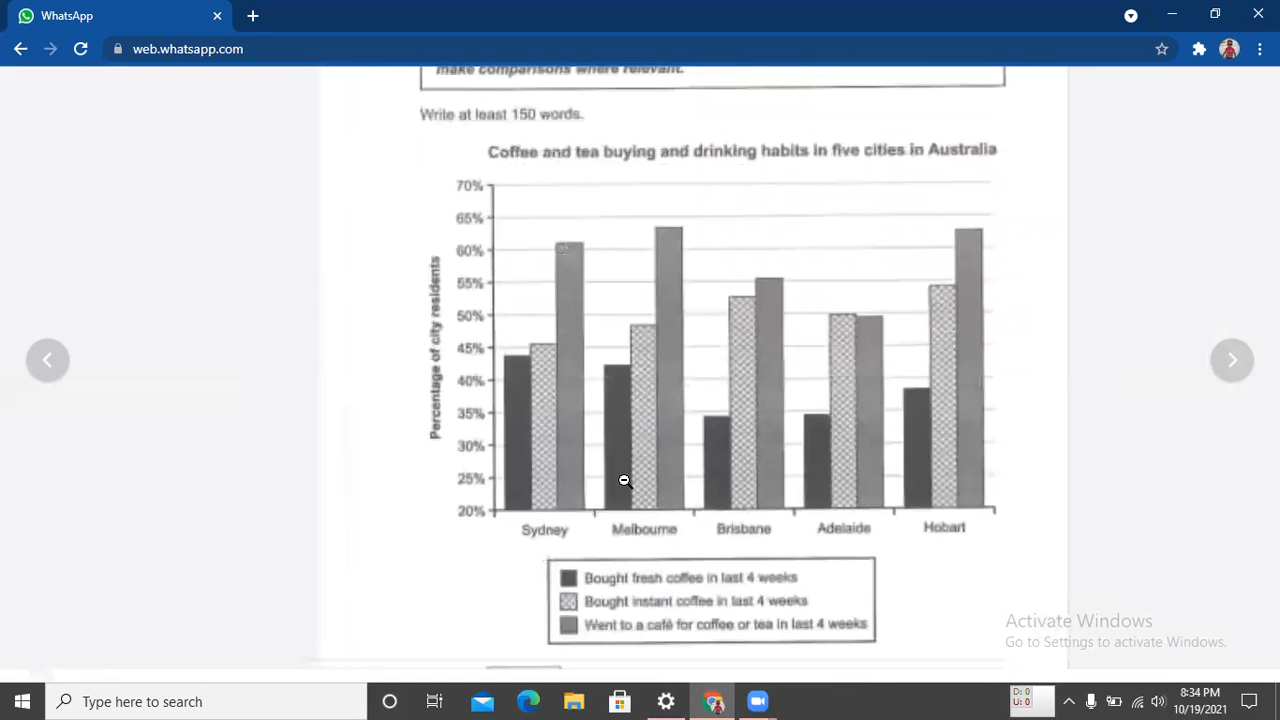 WhatsApp
web.whatsapp.com
make comparisons where relevant.
Write at least 150 words.
Coffee and tea buying and drinking habits in five cities in Australia
70%
65%
60%
55%
50%
45%
40%
35%
30%
25%
20%
Percentage of city residents
Sydney Melbourne Brisbane Adelaide Hobart
Bought fresh coffee in last 4 weeks
Bought instant coffee in last 4 weeks
Went to a café for coffee or tea in last 4 weeks
Activate Windows
Go to Settings to activate Windows.
Type here to search
D: 0
U: 0
8:34 PM
10/19/2021